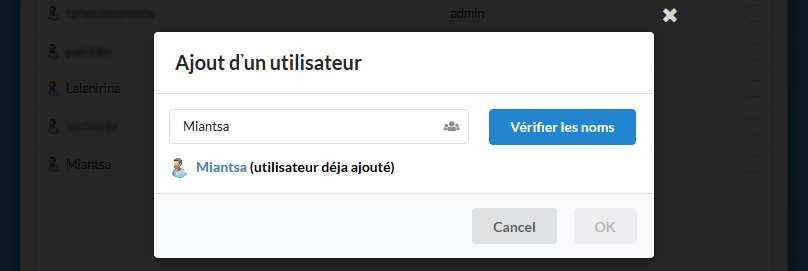 admin
Ajout d`un utilisateur
Lalanirina
Miantsa
Vérifier les noms
Miantsa
Miantsa (utilisateur déja ajouté)
Cancel
OK